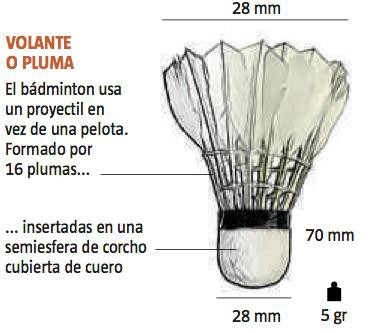 28 mm
VOLANTE
O PLUMA
El bádminton usa
un proyectil en
vez de una pelota.
Formado por
16 plumas...
... insertadas en una
semiesfera de corcho
cubierta de cuero
70 mm
28 mm
5 gr